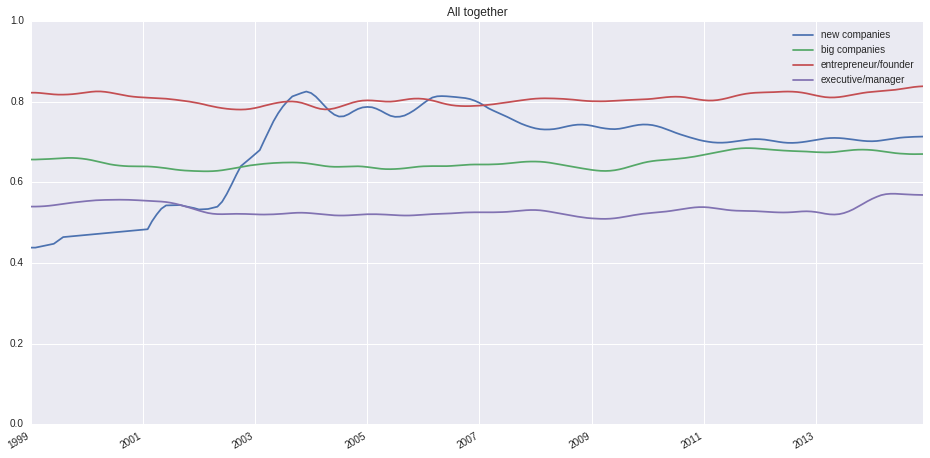 All together
1.0
0.8
0.6
0.4
0.2
0.0
new companies
big companies
entrepreneur/founder
executive/manager
1999
2001
2003
2005
2007
2009
2011
2013